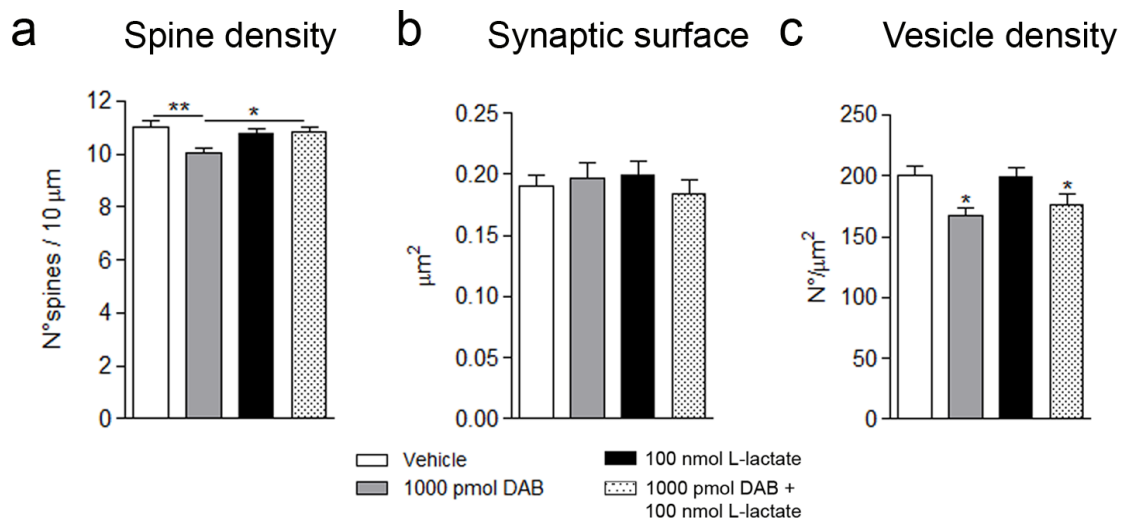 a Spine density
b Synaptic surface
c Vesicle density
N°spines / 10 µm
12
10
8
6
4
2
0
** *
µm²
0.25
0.20
0.15
0.10
0.05
0.00
N°/µm²
250
200
150
100
50
0
* *
Vehicle
1000 pmol DAB
100 nmol L-lactate
1000 pmol DAB +
100 nmol L-lactate